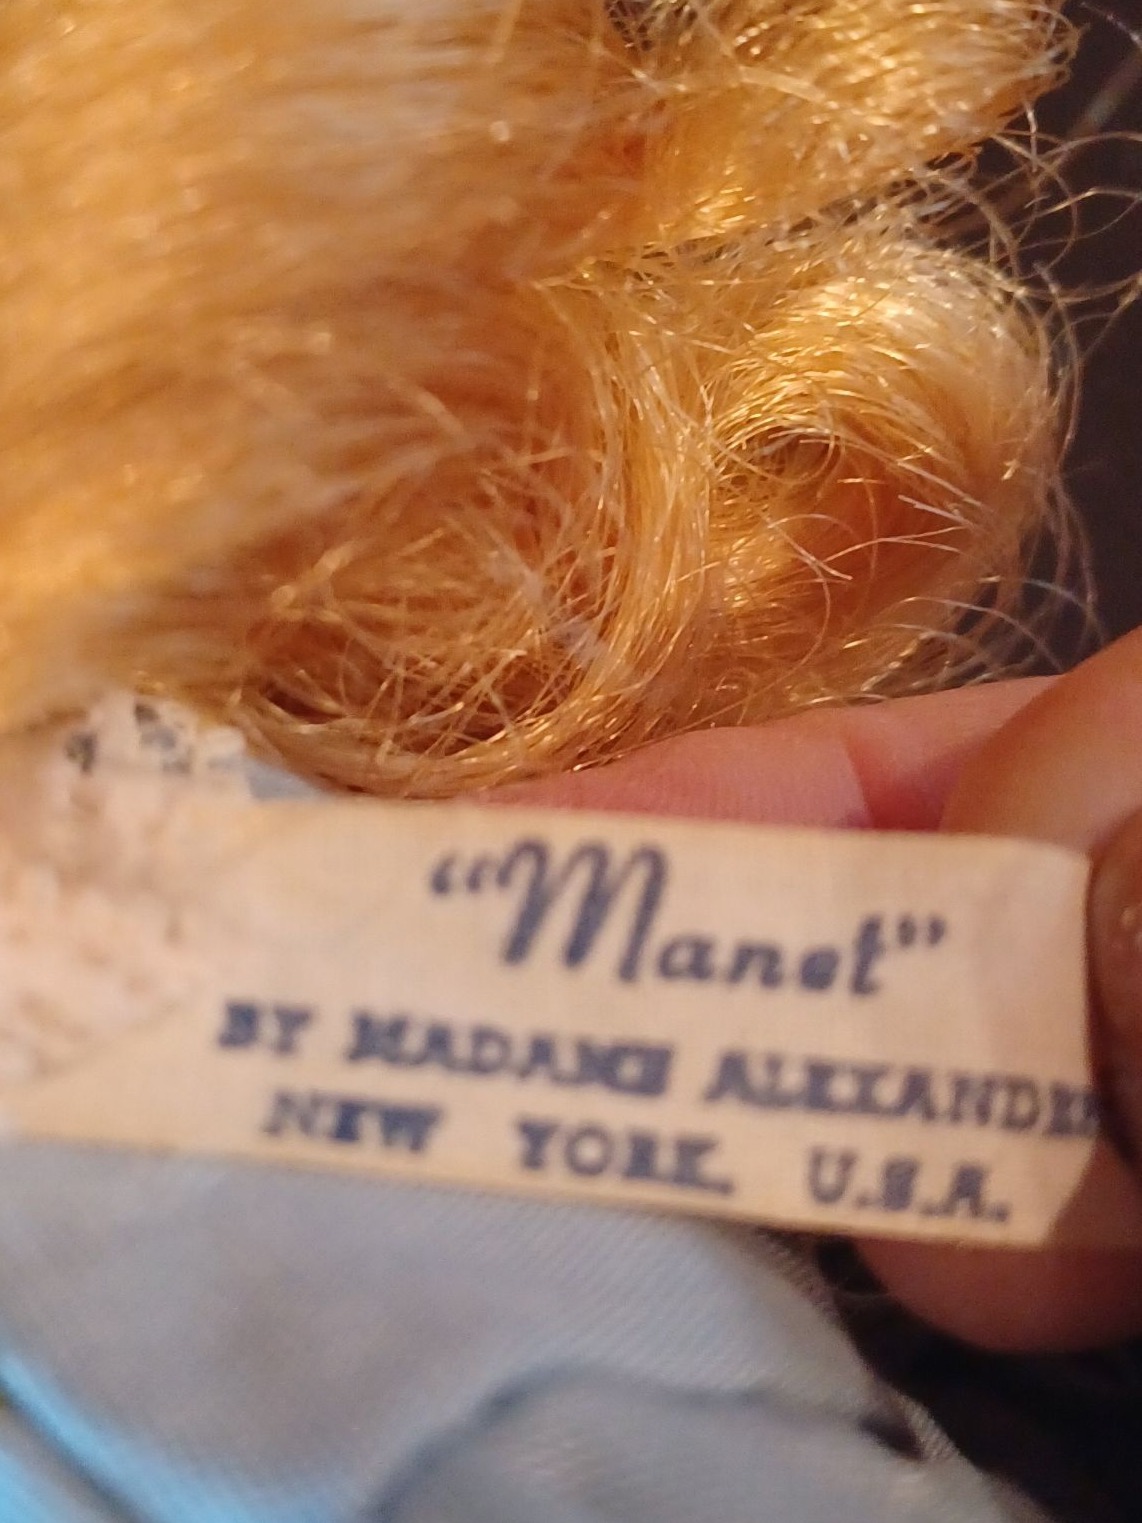 “Manet”
BY MADAME ALEXANDER
NEW YORK. U.S.A.